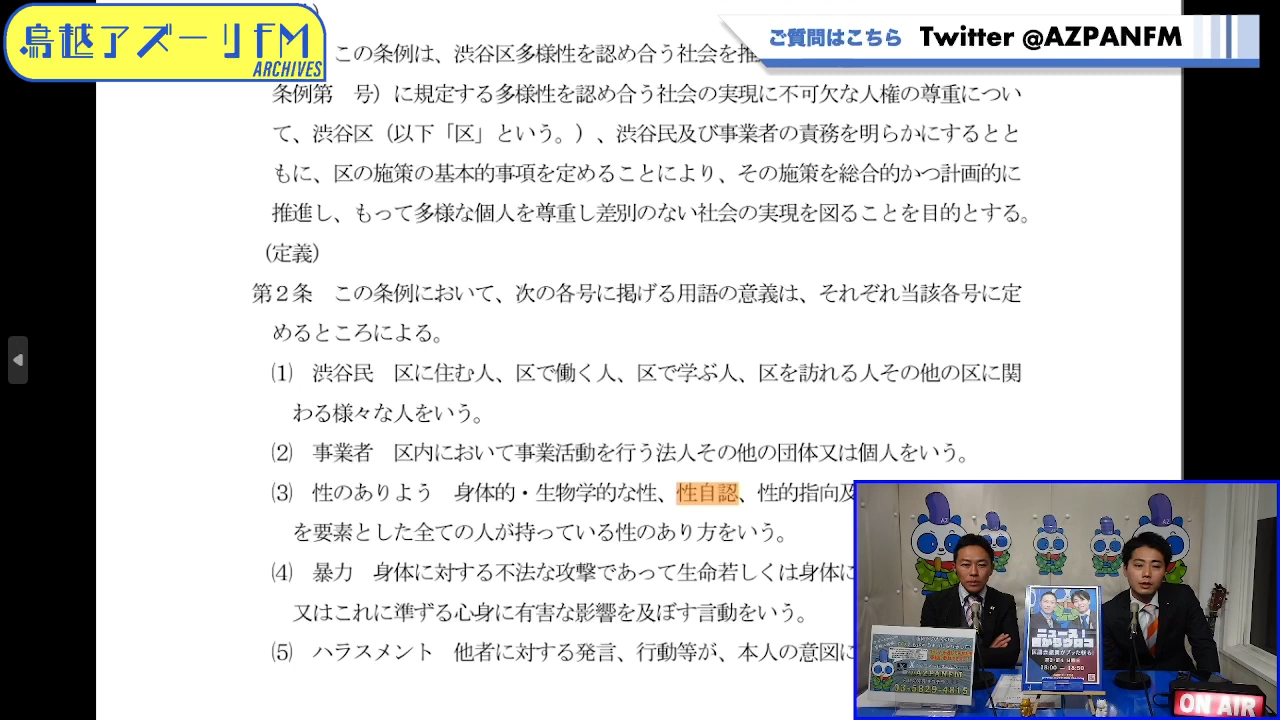 鳥越アズーリFM
ARCHIVES
ご質問はこちら Twitter @AZPANFM
この条例は、渋谷区多様性を認め合う社会を推
条例第　号）に規定する多様性を認め合う社会の実現に不可欠な人権の尊重につい
て、渋谷区（以下「区」という。）、渋谷民及び事業者の責務を明らかにするとと
もに、区の施策の基本的事項を定めることにより、その施策を総合的かつ計画的に
推進し、もって多様な個人を尊重し差別のない社会の実現を図ることを目的とする。
（定義）
第２条　この条例において、次の各号に掲げる用語の意義は、それぞれ当該各号に定
めるところによる。
⑴　渋谷民　区に住む人、区で働く人、区で学ぶ人、区を訪れる人その他の区に関
わる様々な人をいう。
⑵　事業者　区内において事業活動を行う法人その他の団体又は個人をいう。
⑶　性のありよう　身体的・生物学的な性、性自認、性的指向及
を要素とした全ての人が持っている性のあり方をいう。
⑷　暴力　身体に対する不法な攻撃であって生命若しくは身体に
又はこれに準ずる心身に有害な影響を及ぼす言動をいう。
⑸　ハラスメント　他者に対する発言、行動等が、本人の意図に
ニュース！
@AZPANFM
03-5829-4815
18:00 — 18:50
ON AIR